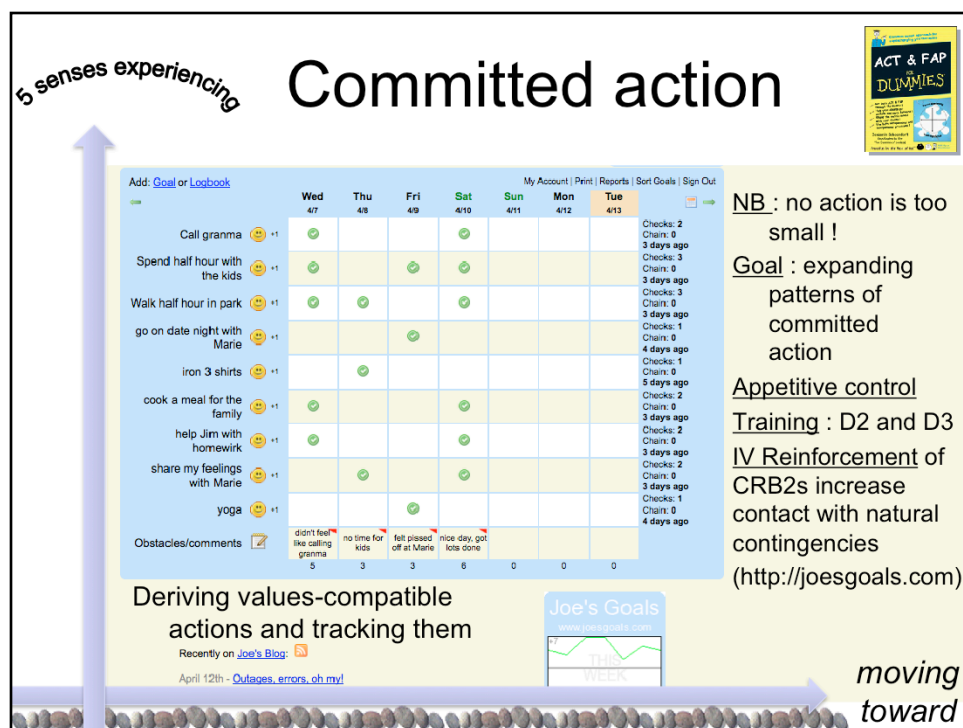 5 senses experiencing
Committed action
ACT & FAP
FOR
DUMMIES
Add: Goal or Logbook
My Account | Print | Reports | Sort Goals | Sign Out
Wed Thu Fri Sat Sun Mon Tue
4/7 4/8 4/9 4/10 4/11 4/12 4/13
Call granma +1
Checks: 2
Chain: 0
3 days ago
Spend half hour with
the kids +1
Checks: 3
Chain: 0
3 days ago
Walk half hour in park +1
Checks: 3
Chain: 0
3 days ago
go on date night with
Marie +1
Checks: 1
Chain: 0
4 days ago
iron 3 shirts +1
Checks: 1
Chain: 0
5 days ago
cook a meal for the
family +1
Checks: 2
Chain: 0
3 days ago
help Jim with
homewirk +1
Checks: 2
Chain: 0
3 days ago
share my feelings
with Marie +1
Checks: 2
Chain: 0
3 days ago
yoga +1
Checks: 1
Chain: 0
4 days ago
Obstacles/comments
didn't feel
like calling
granma
no time for
kids
felt pissed
off at Marie
nice day, got
lots done
5 3 3 6 0 0 0
NB : no action is too
small !
Goal : expanding
patterns of
committed
action
Appetitive control
Training : D2 and D3
IV Reinforcement of
CRB2s increase
contact with natural
contingencies
(http://joesgoals.com)
Deriving values-compatible
actions and tracking them
Recently on Joe's Blog:
April 12th - Outages, errors, oh my!
Joe's Goals
www.joesgoals.com
+7
THIS
WEEK
moving
toward